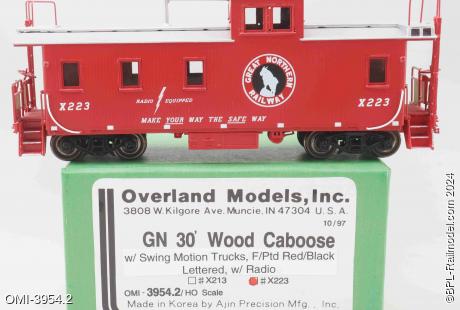 GREAT NORTHERN
RAILWAY
X223
RADIO EQUIPPED
X223
MAKE YOUR WAY THE SAFE WAY
Overland Models, Inc.
3808 W. Kilgore Ave. Muncie, IN 47304 U.S.A.
10/97
GN 30' Wood Caboose
w/ Swing Motion Trucks, F/Ptd Red/Black
Lettered, w/ Radio
#X213 #X223
OMI-3954.2/HO Scale
Made in Korea by Ajin Precision Mfg., Inc.
OMI-3954.2
©BPL-Railmodel.com 2024